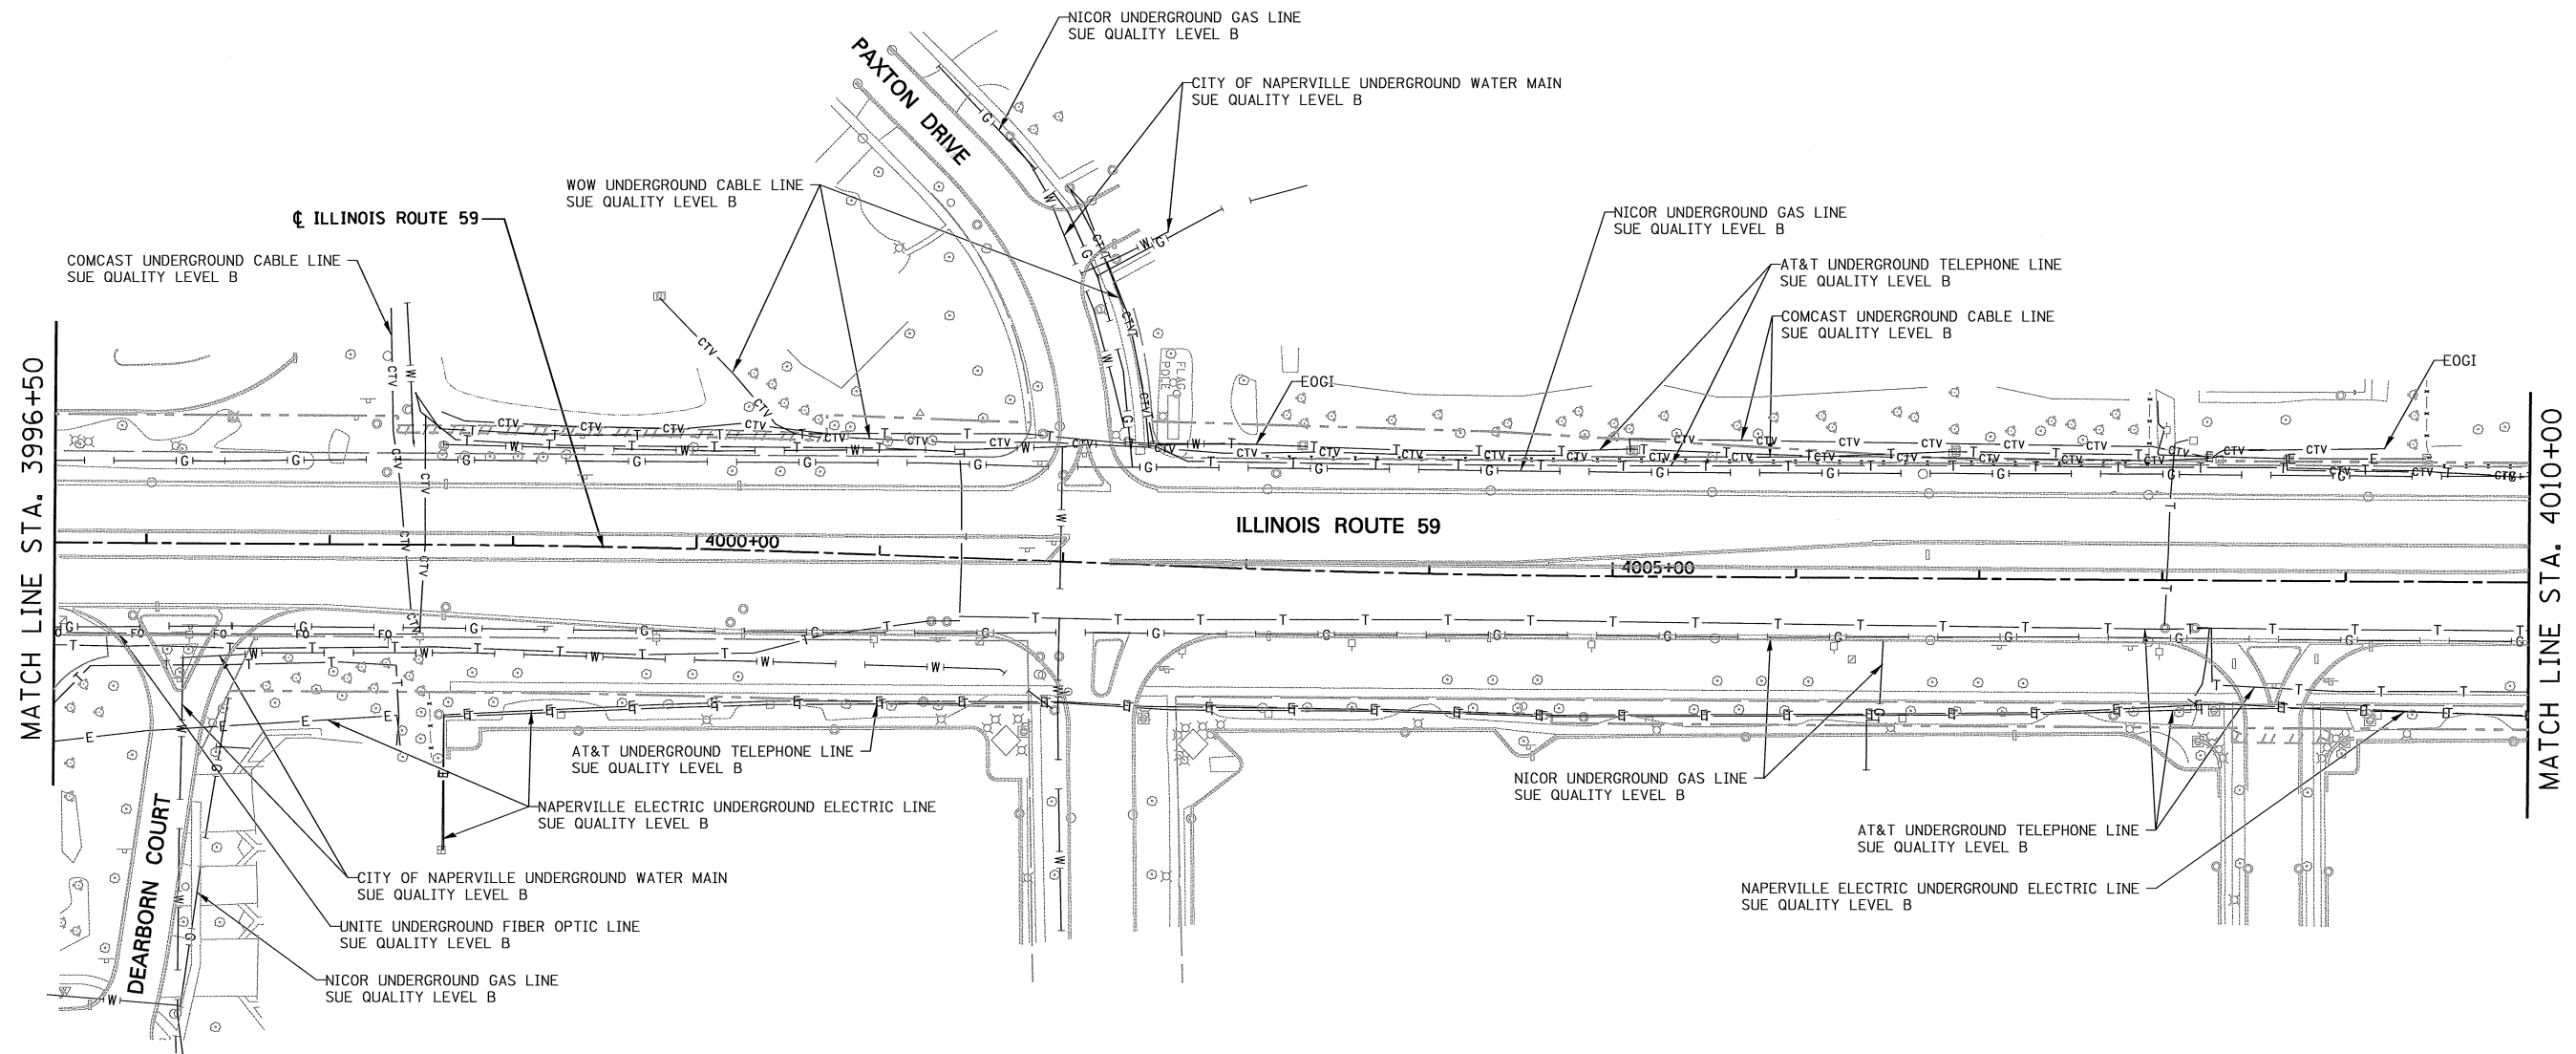 NICOR UNDERGROUND GAS LINE
SUE QUALITY LEVEL B
PAXTON DRIVE
CITY OF NAPERVILLE UNDERGROUND WATER MAIN
SUE QUALITY LEVEL B
WOW UNDERGROUND CABLE LINE
SUE QUALITY LEVEL B
℄ ILLINOIS ROUTE 59
NICOR UNDERGROUND GAS LINE
SUE QUALITY LEVEL B
COMCAST UNDERGROUND CABLE LINE
SUE QUALITY LEVEL B
AT&T UNDERGROUND TELEPHONE LINE
SUE QUALITY LEVEL B
COMCAST UNDERGROUND CABLE LINE
SUE QUALITY LEVEL B
EOGI
EOGI
FLAG
POLE
MATCH LINE STA. 3996+50
MATCH LINE STA. 4010+00
ILLINOIS ROUTE 59
4000+00
4005+00
AT&T UNDERGROUND TELEPHONE LINE
SUE QUALITY LEVEL B
NICOR UNDERGROUND GAS LINE
SUE QUALITY LEVEL B
NAPERVILLE ELECTRIC UNDERGROUND ELECTRIC LINE
SUE QUALITY LEVEL B
AT&T UNDERGROUND TELEPHONE LINE
SUE QUALITY LEVEL B
DEARBORN COURT
CITY OF NAPERVILLE UNDERGROUND WATER MAIN
SUE QUALITY LEVEL B
NAPERVILLE ELECTRIC UNDERGROUND ELECTRIC LINE
SUE QUALITY LEVEL B
UNITE UNDERGROUND FIBER OPTIC LINE
SUE QUALITY LEVEL B
NICOR UNDERGROUND GAS LINE
SUE QUALITY LEVEL B